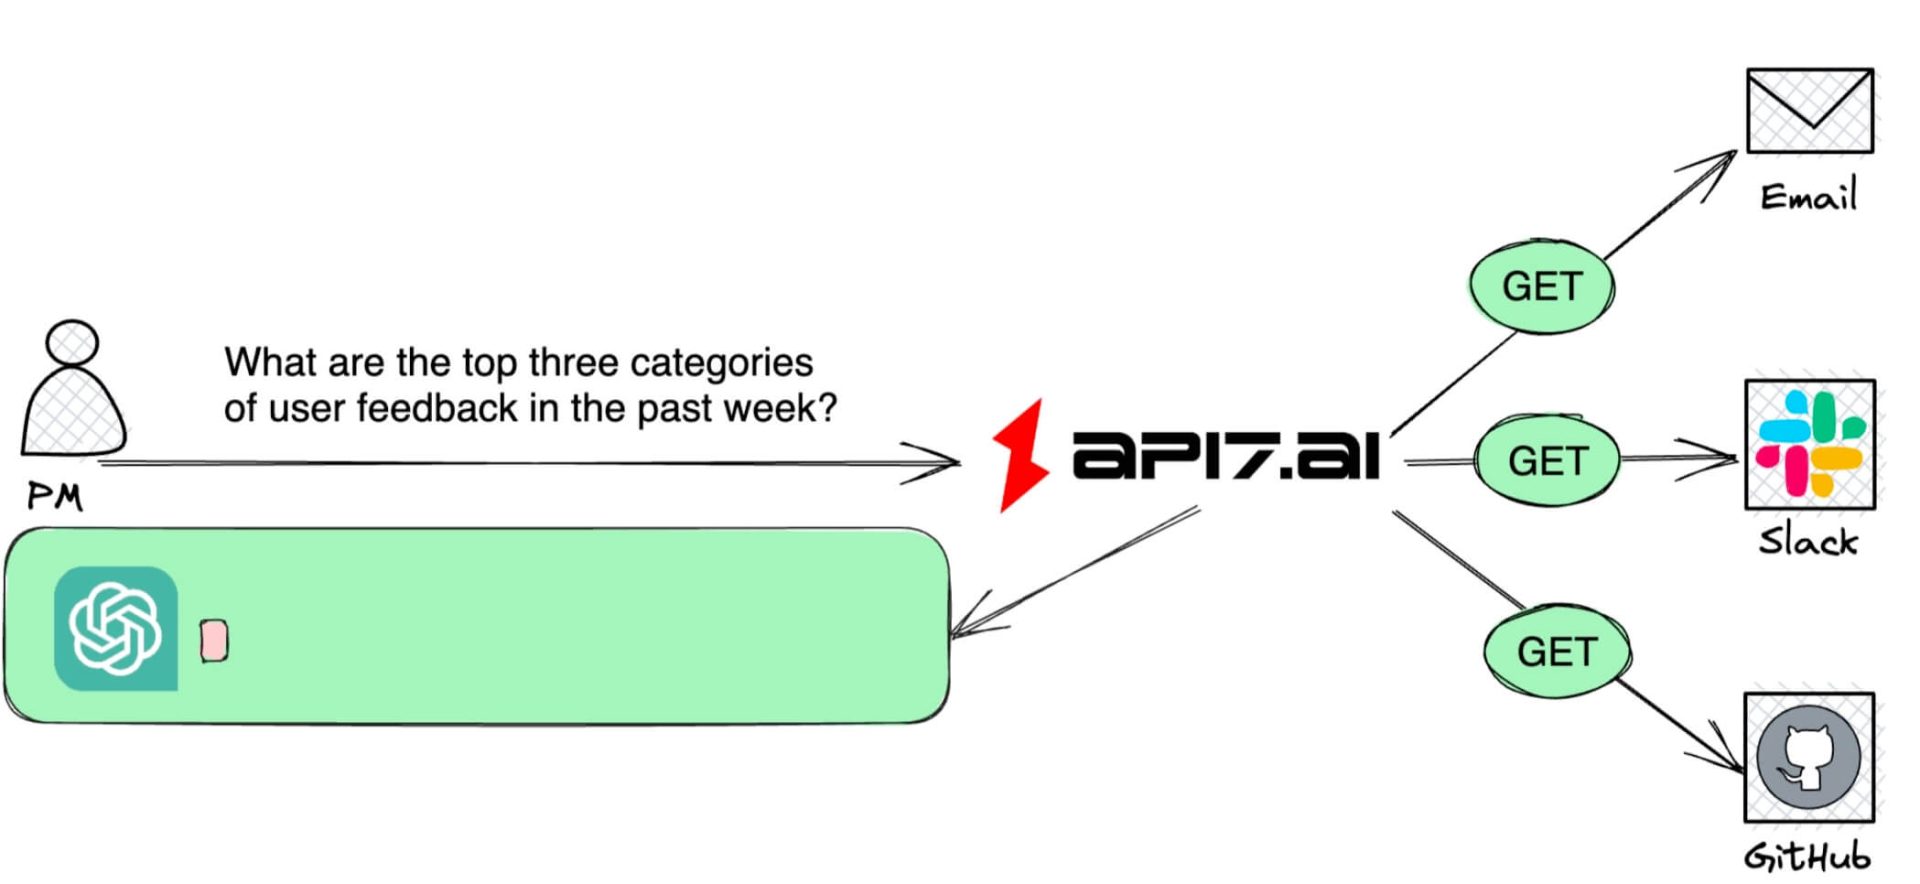 Email
GET
What are the top three categories
of user feedback in the past week?
API7.AI
GET
PM
Slack
GET
GitHub